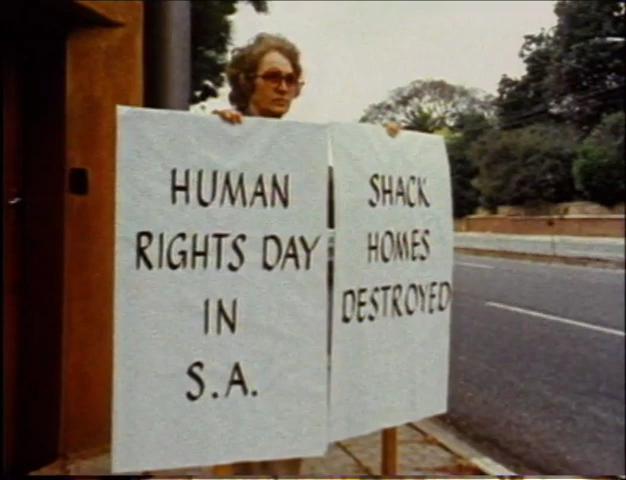 HUMAN
RIGHTS DAY
IN
S.A.
SHACK
HOMES
DESTROYED